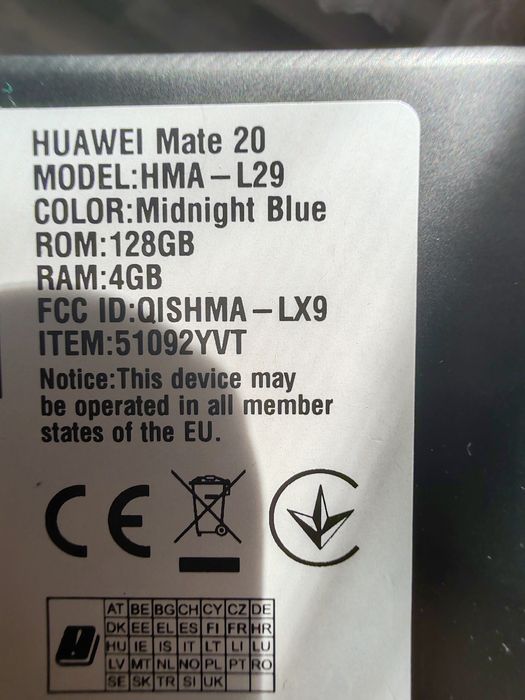 HUAWEI Mate 20
MODEL:HMA-L29
COLOR:Midnight Blue
ROM:128GB
RAM:4GB
FCC ID:QISHMA-LX9
ITEM:51092YVT
Notice:This device may
be operated in all member
states of the EU.
CE
AT BE BG CH CY CZ DE
DK EE EL ES FI FR HR
HU IE IS IT LT LI LU
LV MT NL NO PL PT RO
SE SK TR SI UK